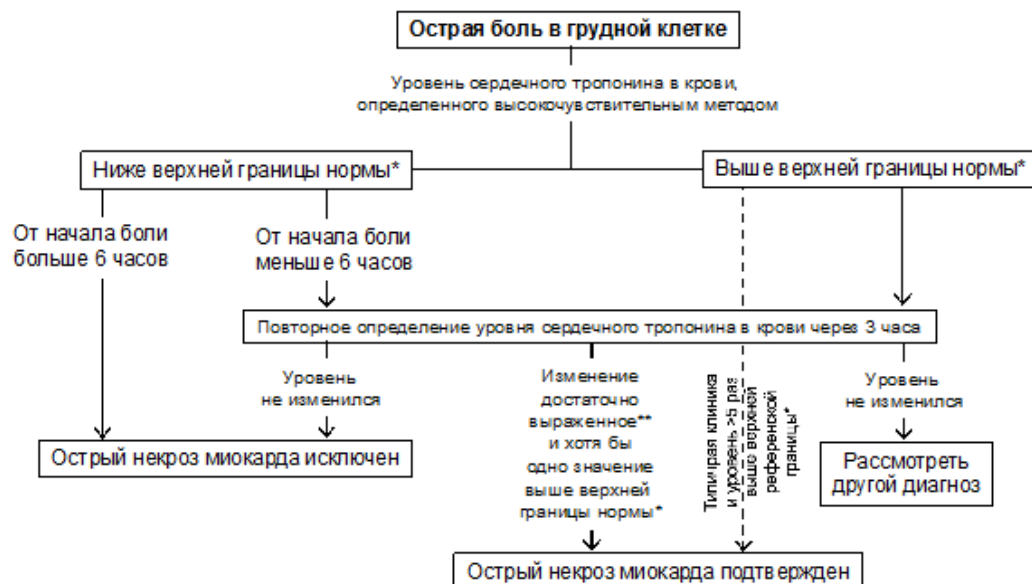 Острая боль в грудной клетке
Уровень сердечного тропонина в крови,
определенного высокочувствительным методом
Ниже верхней границы нормы*
Выше верхней границы нормы*
От начала боли
больше 6 часов
От начала боли
меньше 6 часов
Повторное определение уровня сердечного тропонина в крови через 3 часа
Уровень
не изменился
Изменение
достаточно
выраженное**
и хотя бы
одно значение
выше верхней
границы нормы*
Типичная клиника
и уровень >5 раз
выше верхней
референской
границы*
Уровень
не изменился
Острый некроз миокарда исключен
Рассмотреть
другой диагноз
Острый некроз миокарда подтвержден